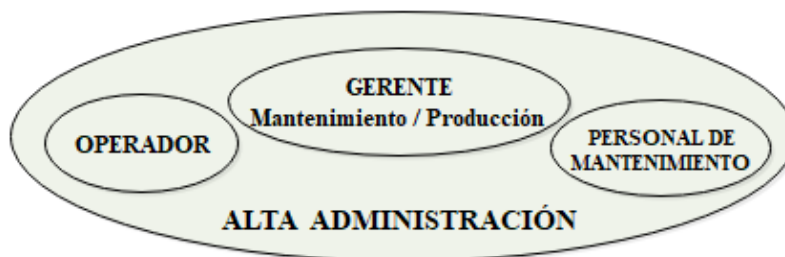 GERENTE
Mantenimiento / Producción
OPERADOR
PERSONAL DE
MANTENIMIENTO
ALTA ADMINISTRACIÓN